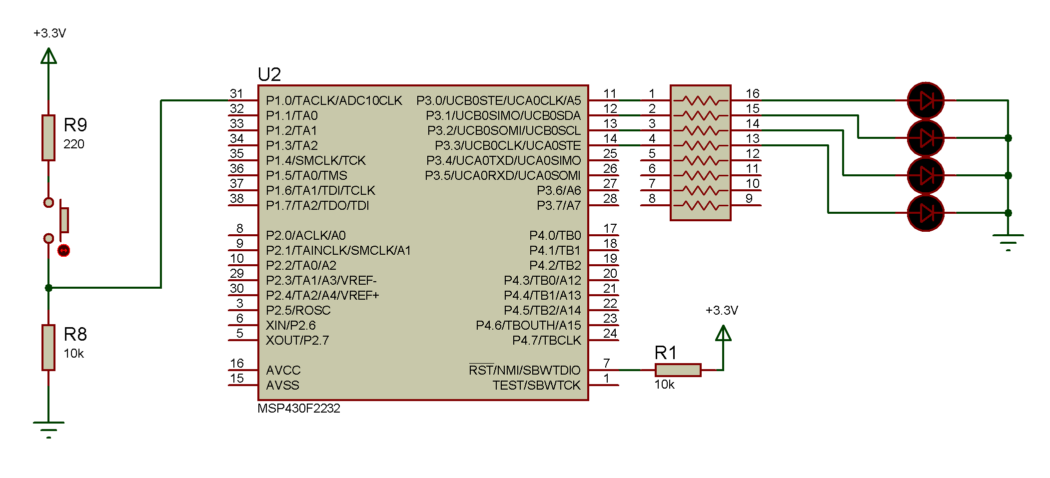 +3.3V
R9
220
R8
10k
U2
31 P1.0/TACLK/ADC10CLK P3.0/UCB0STE/UCA0CLK/A5 11 1 16
32 P1.1/TA0 P3.1/UCB0SIMO/UCB0SDA 12 2 15
33 P1.2/TA1 P3.2/UCB0SOMI/UCB0SCL 13 3 14
34 P1.3/TA2 P3.3/UCB0CLK/UCA0STE 14 4 13
35 P1.4/SMCLK/TCK P3.4/UCA0TXD/UCA0SIMO 25 5 12
36 P1.5/TA0/TMS P3.5/UCA0RXD/UCA0SOMI 26 6 11
37 P1.6/TA1/TDI/TCLK P3.6/A6 27 7 10
38 P1.7/TA2/TDO/TDI P3.7/A7 28 8 9
8 P2.0/ACLK/A0 P4.0/TB0 17
9 P2.1/TAINCLK/SMCLK/A1 P4.1/TB1 18
10 P2.2/TA0/A2 P4.2/TB2 19
29 P2.3/TA1/A3/VREF- P4.3/TB0/A12 20
30 P2.4/TA2/A4/VREF+ P4.4/TB1/A13 21
3 P2.5/ROSC P4.5/TB2/A14 22
6 XIN/P2.6 P4.6/TBOUTH/A15 23
5 XOUT/P2.7 P4.7/TBCLK 24
16 AVCC RST/NMI/SBWTDIO 7
15 AVSS TEST/SBWTCK 1
MSP430F2232
+3.3V
R1
10k